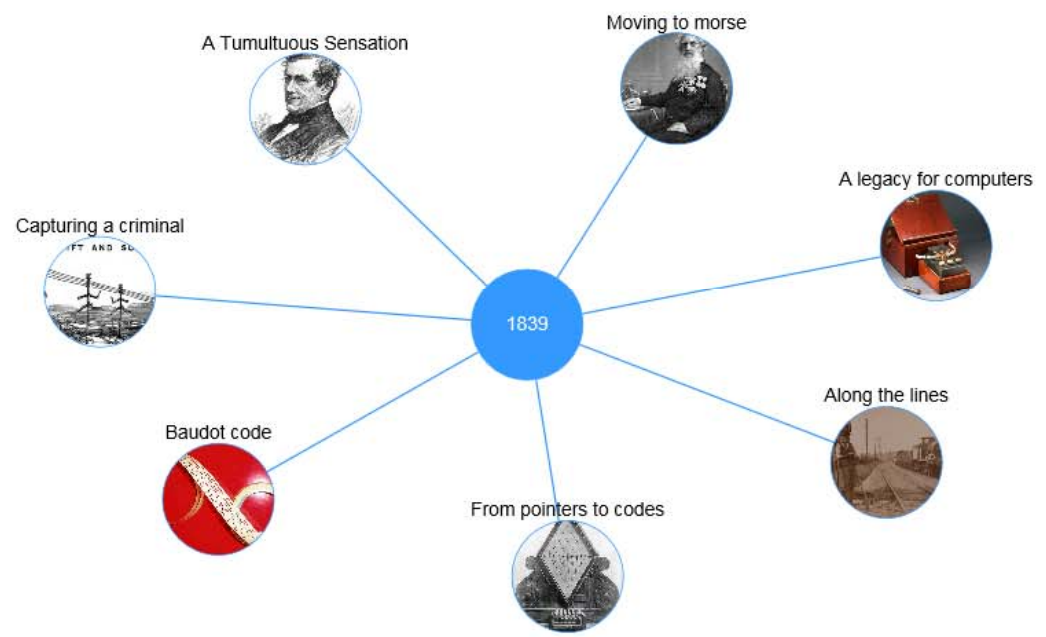 Moving to morse
A Tumultuous Sensation
A legacy for computers
Capturing a criminal
1839
Along the lines
Baudot code
From pointers to codes